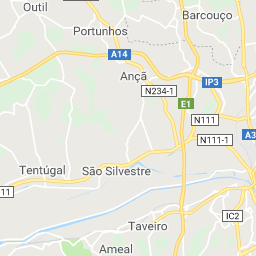 Outil
Barcouço
Portunhos
A14
Ançã
IP3
N234-1
E1
N111
A3
N111-1
Tentúgal
São Silvestre
11
IC2
Taveiro
Ameal